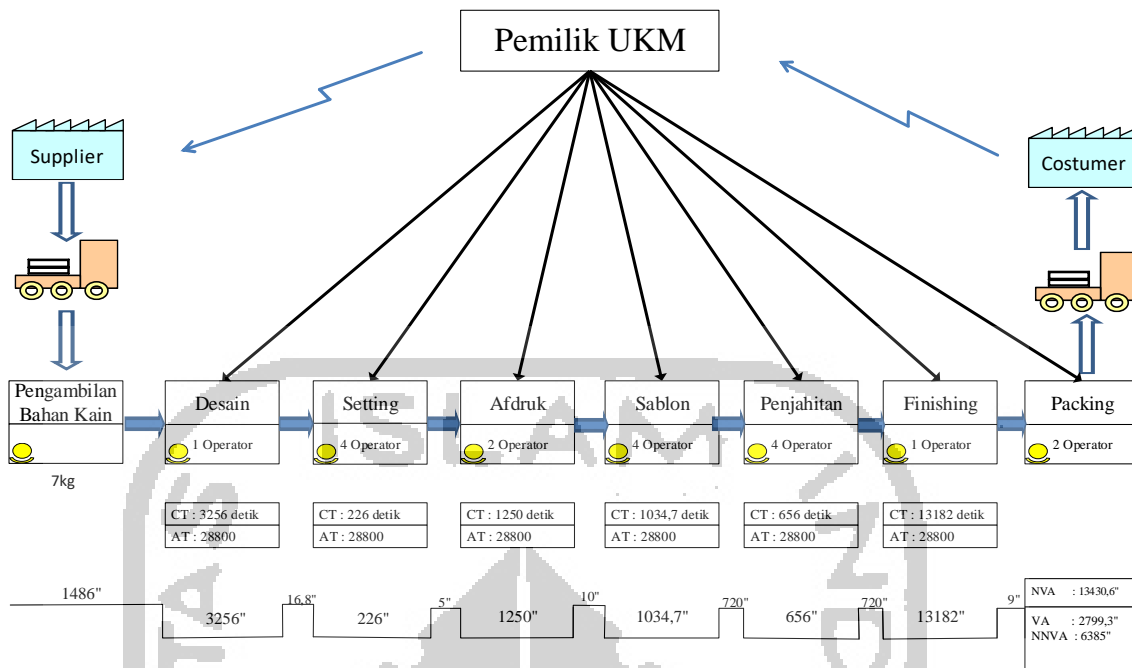 Pemilik UKM
Supplier
Costumer
Pengambilan
Bahan Kain
Desain
Setting
Afdruk
Sablon
Penjahitan
Finishing
Packing
1 Operator
4 Operator
2 Operator
4 Operator
4 Operator
1 Operator
2 Operator
7kg
CT : 3256 detik
AT : 28800
CT : 226 detik
AT : 28800
CT : 1250 detik
AT : 28800
CT : 1034,7 detik
AT : 28800
CT : 656 detik
AT : 28800
CT : 13182 detik
AT : 28800
1486"
3256"
16,8"
226"
5"
1250"
10"
1034,7"
720"
656"
720"
13182"
9"
NVA : 13430,6"
VA : 2799,3"
NNVA : 6385"
ISLAM